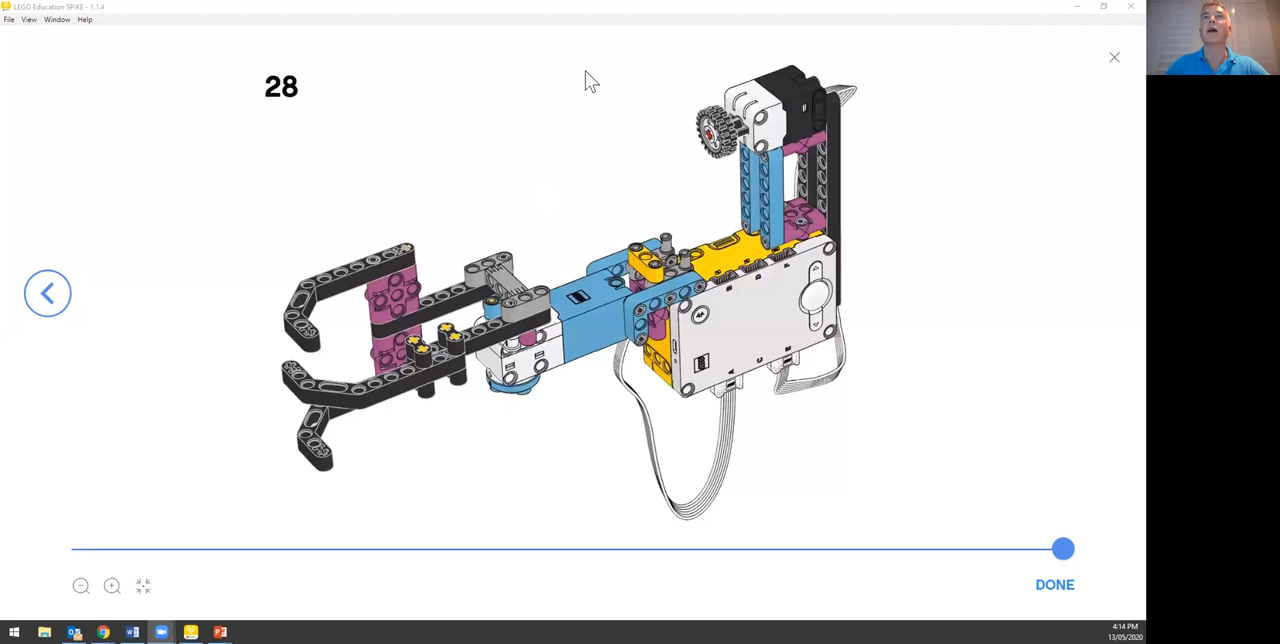 LEGO Education SPIKE - 1.1.4
File View Window Help
28
DONE
4:14 PM
13/05/2020